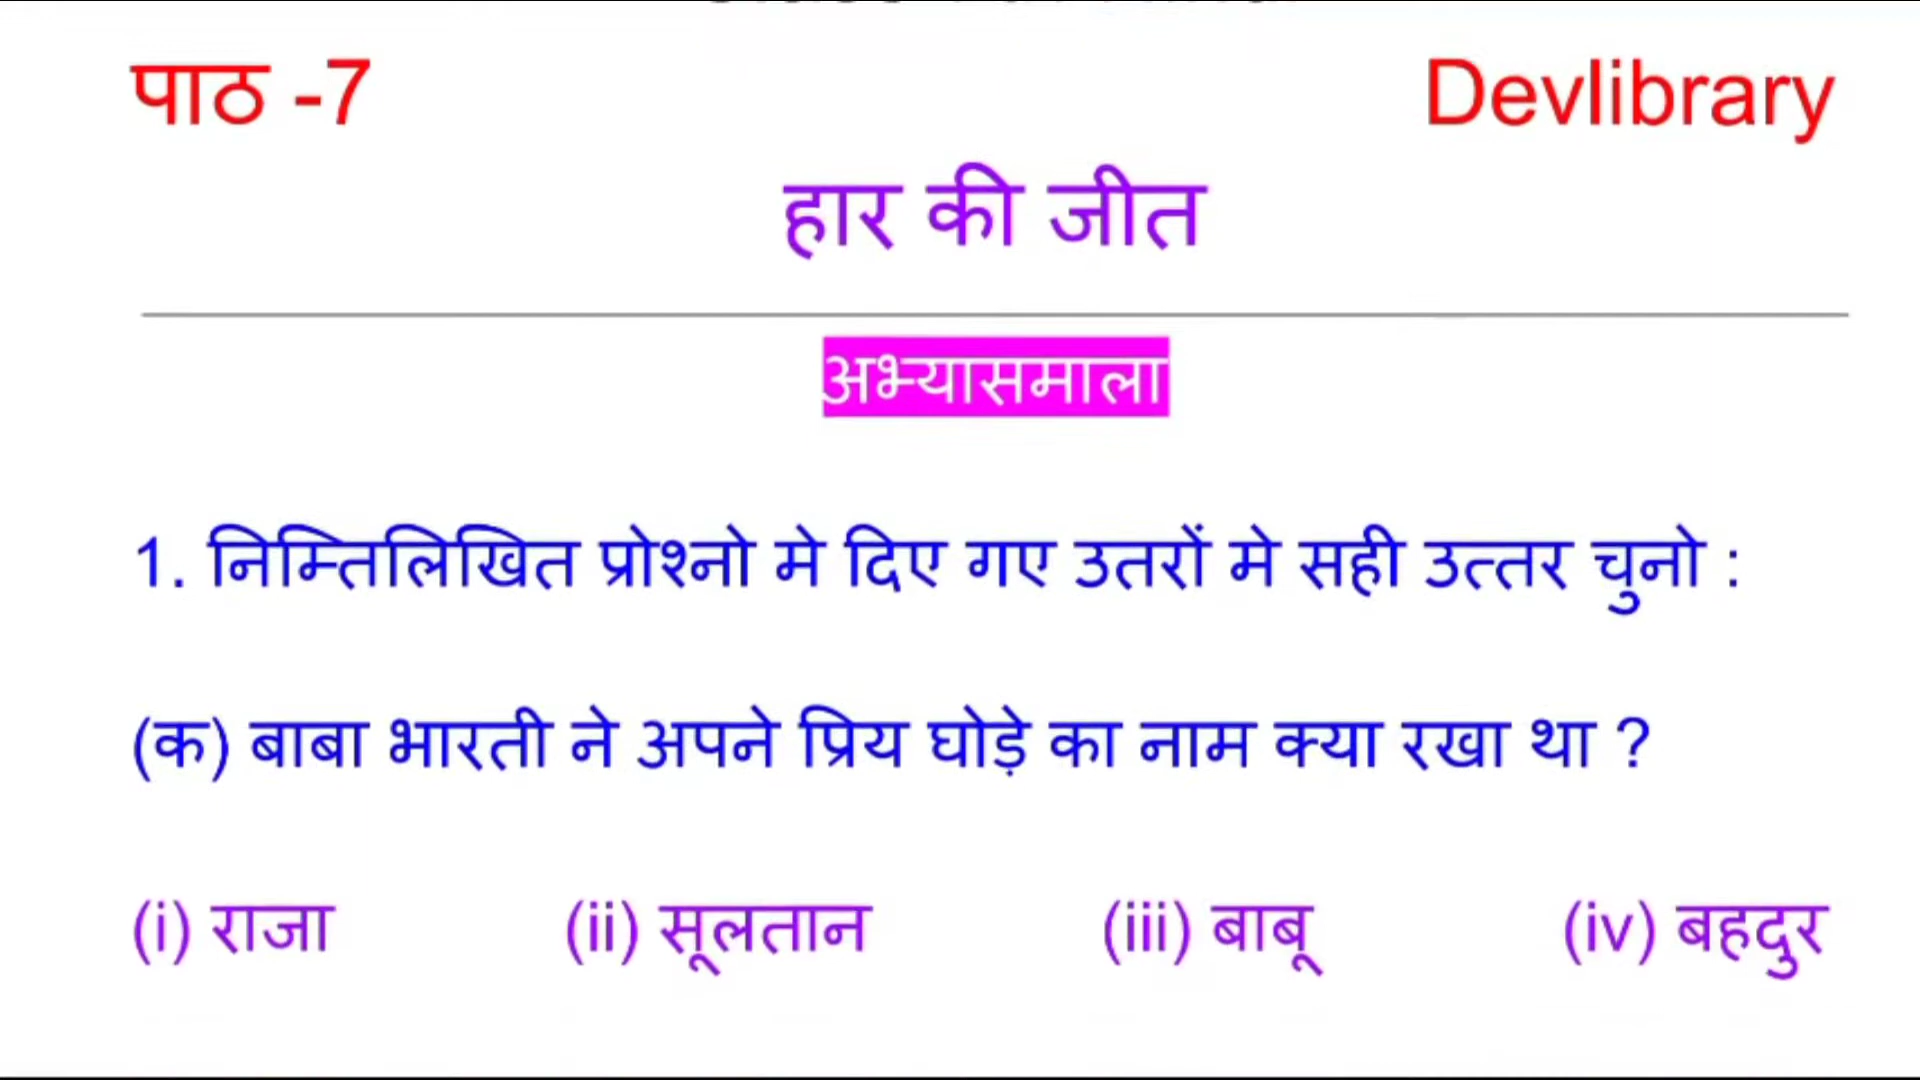 पाठ -7 Devlibrary
हार की जीत
अभ्यासमाला
1. निम्तिलिखित प्रोश्नो मे दिए गए उतरों मे सही उत्तर चुनो :
(क) बाबा भारती ने अपने प्रिय घोड़े का नाम क्या रखा था ?
(i) राजा (ii) सूलतान (iii) बाबू (iv) बहदुर